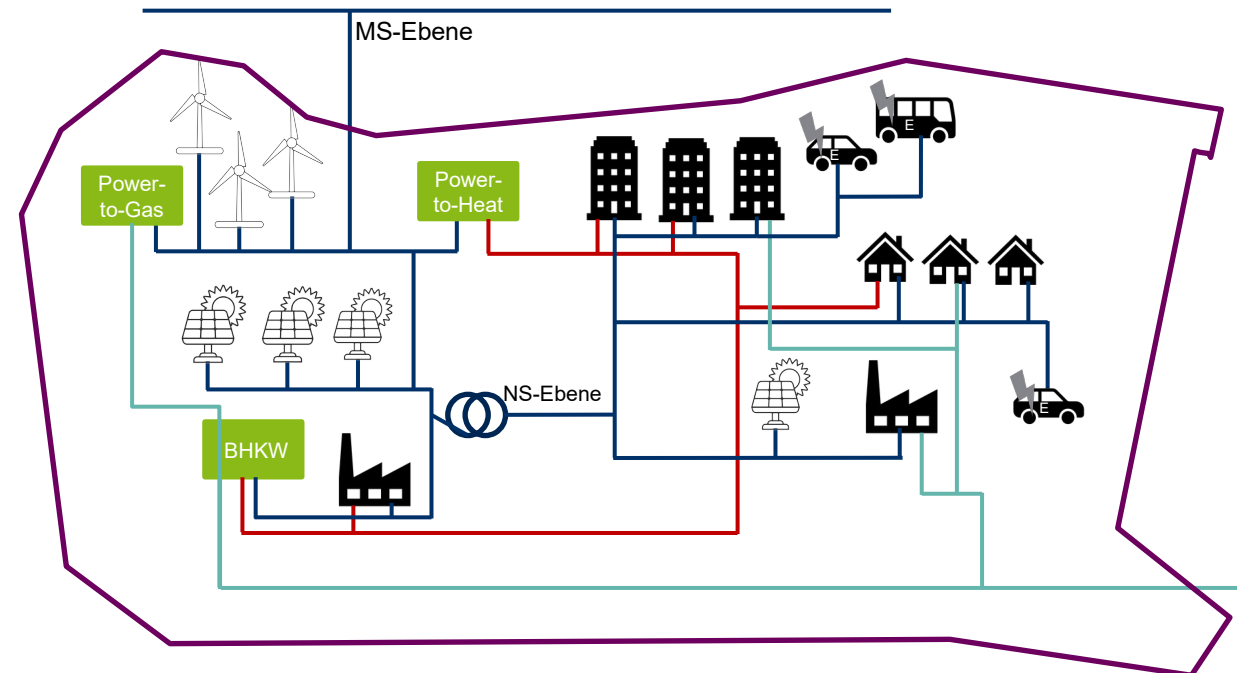 MS-Ebene
E
E
Power-
to-Gas
Power-
to-Heat
NS-Ebene
E
BHKW